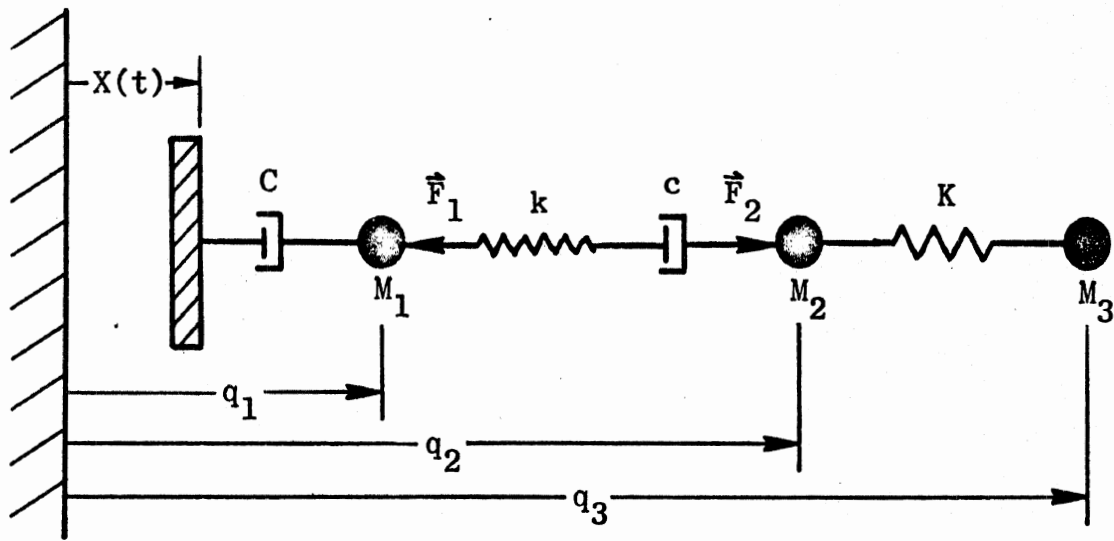 X(t)
C
F⃗₁
k
c
F⃗₂
K
M₁
M₂
M₃
q₁
q₂
q₃